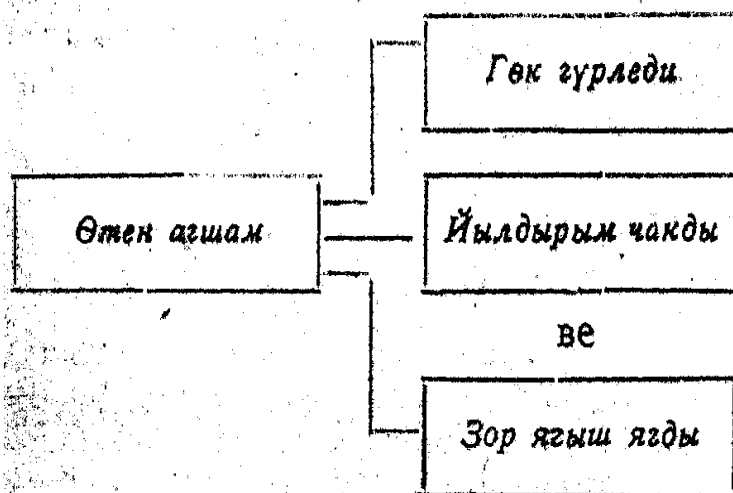 Гөк гүрледи
Өтен агшам
Йылдырым чакды
ве
Зор ягыш ягды